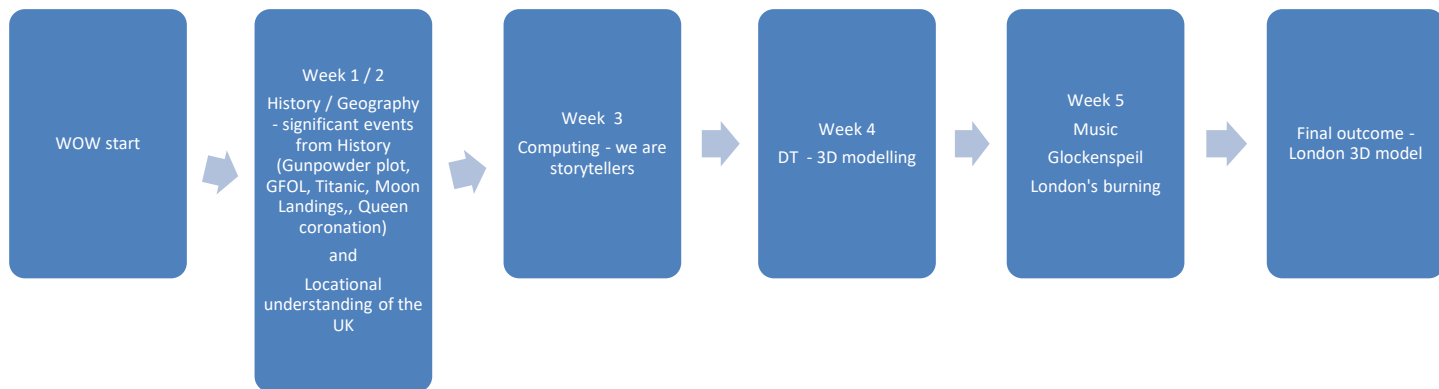 WOW start
Week 1 / 2
History / Geography
- significant events
from History
(Gunpowder plot,
GFOL, Titanic, Moon
Landings,, Queen
coronation)
and
Locational
understanding of the
UK
Week  3
Computing - we are
storytellers
Week 4
DT  - 3D modelling
Week 5
Music
Glockenspeil
London's burning
Final outcome -
London 3D model